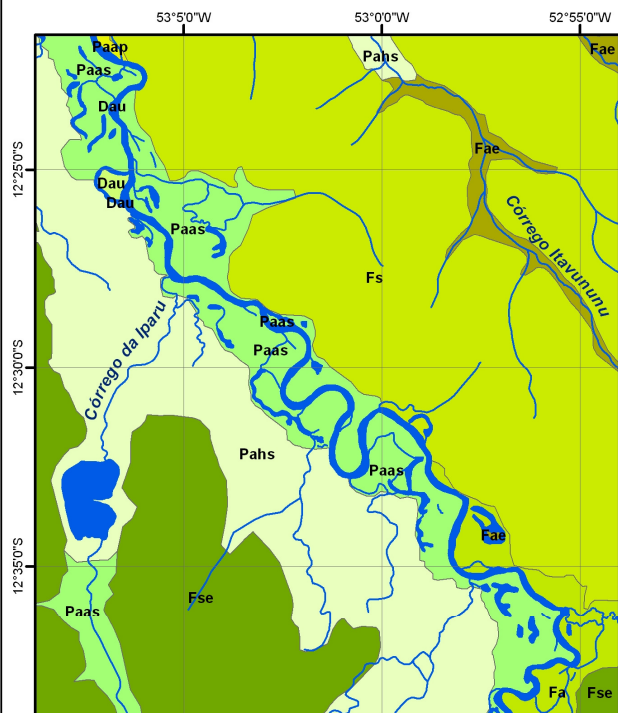 53°5'0"W 53°0'0"W 52°55'0"W
Paap
Fae
Pahs
Paas
Dau
Fae
12°25'0"S
Dau
Dau
Córrego Itavununu
Paas
Fs
Paas
Córrego da Iparu
Paas
12°30'0"S
Pahs
Paas
Fae
12°35'0"S
Fse
Paas
Fa
Fse